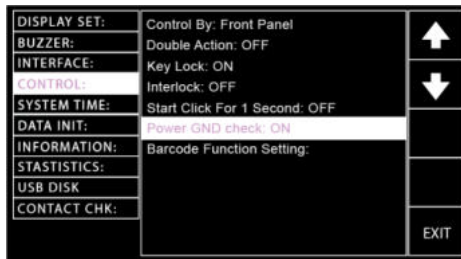 DISPLAY SET:
BUZZER:
INTERFACE:
CONTROL:
SYSTEM TIME:
DATA INIT:
INFORMATION:
STASTISTICS:
USB DISK
CONTACT CHK:
Control By: Front Panel
Double Action: OFF
Key Lock: ON
Interlock: OFF
Start Click For 1 Second: OFF
Power GND check: ON
Barcode Function Setting:
EXIT